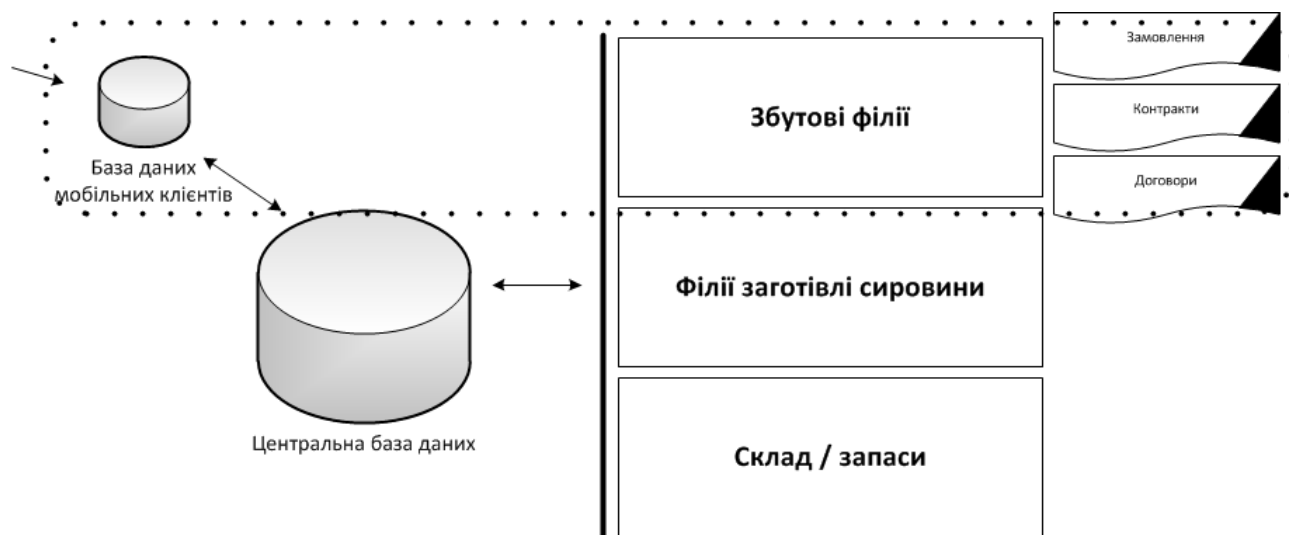 Замовлення
Збутові філії
Контракти
База даних
мобільних клієнтів
Договори
Філії заготівлі сировини
Центральна база даних
Склад / запаси